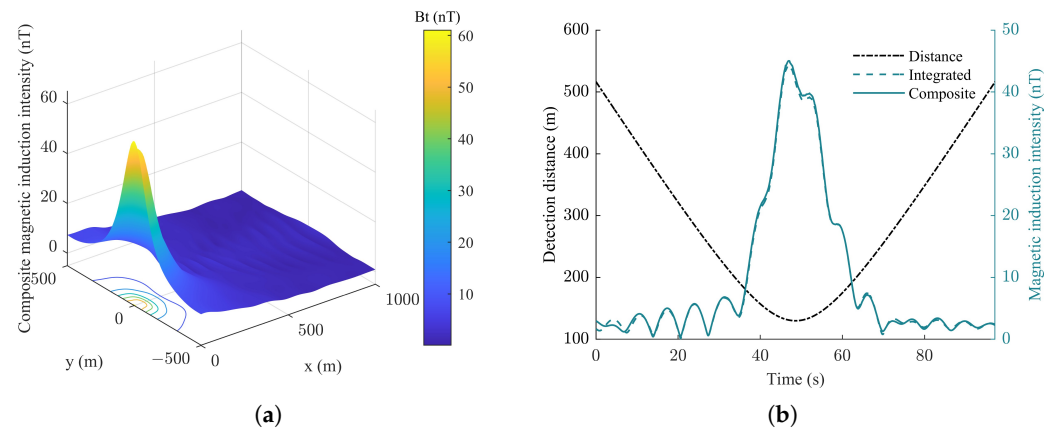 Bt (nT)
Composite magnetic induction intensity (nT)
60
40
20
0
500
0
−500
y (m)
0
500
1000
x (m)
60
50
40
30
20
10
(a)
600
500
400
300
200
100
Detection distance (m)
0
20
40
60
80
Time (s)
Distance
Integrated
Composite
50
40
30
20
10
0
Magnetic induction intensity (nT)
(b)